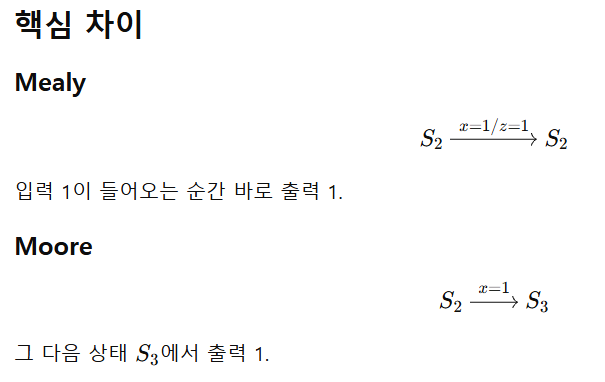 핵심 차이
Mealy
S₂ —x=1/z=1→ S₂
입력 1이 들어오는 순간 바로 출력 1.
Moore
S₂ —x=1→ S₃
그 다음 상태 S₃에서 출력 1.